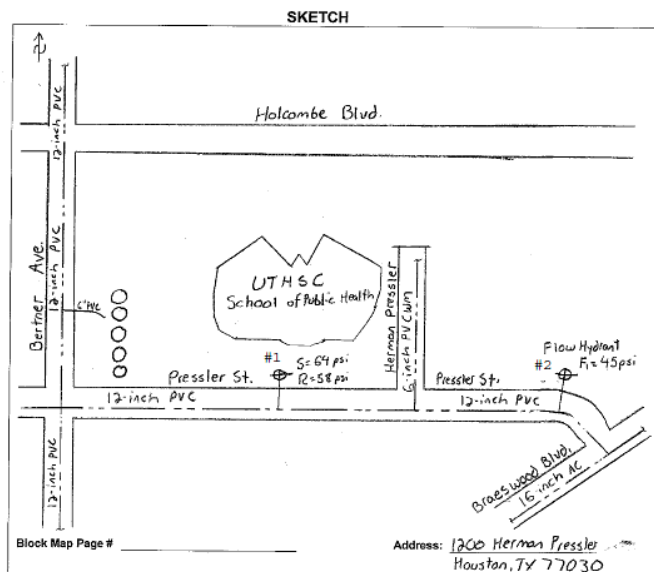 SKETCH
N
12-inch PVC
Holcombe Blvd.
Bertner Ave.
12-inch PVC
6" PVC
UTHSC
School of Public Health
Herman Pressler
6-inch PVC WM
#1
S=64 psi
R=58 psi
Pressler St.
12-inch PVC
Flow Hydrant
#2
F₁=45psi
Pressler St.
12-inch PVC
12-inch PVC
Braeswood Blvd.
16-inch AC
Block Map Page #
Address: 1200 Herman Pressler
Houston, TX 77030